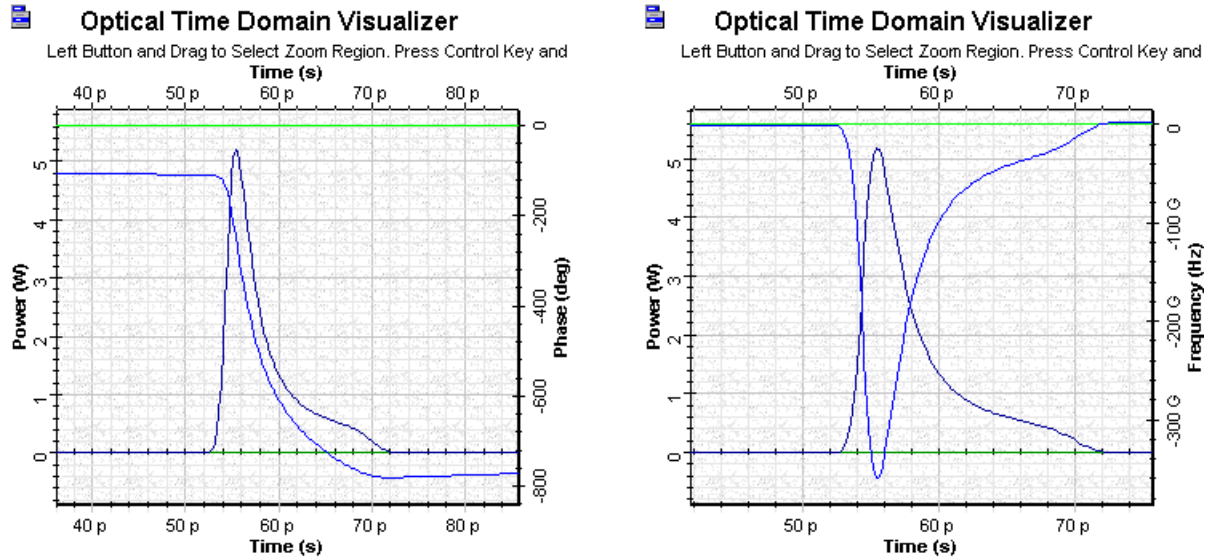 Optical Time Domain Visualizer
Left Button and Drag to Select Zoom Region. Press Control Key and
Time (s)
40 p 50 p 60 p 70 p 80 p
Power (W)
5
4
3
2
1
0
0
-200
-400
-600
-800
Phase (deg)
40 p 50 p 60 p 70 p 80 p
Time (s)
Optical Time Domain Visualizer
Left Button and Drag to Select Zoom Region. Press Control Key and
Time (s)
50 p 60 p 70 p
Power (W)
5
4
3
2
1
0
0
-100 G
-200 G
-300 G
Frequency (Hz)
50 p 60 p 70 p
Time (s)